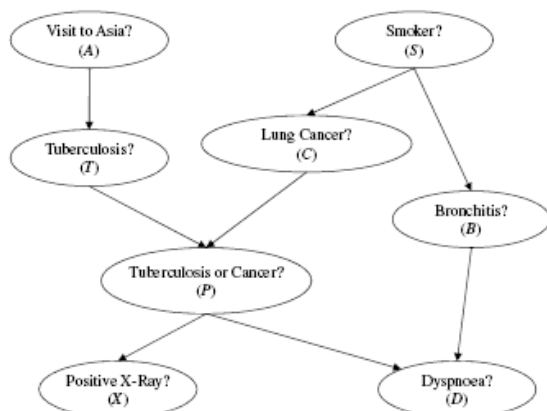 Visit to Asia?
(A)
Smoker?
(S)
Tuberculosis?
(T)
Lung Cancer?
(C)
Bronchitis?
(B)
Tuberculosis or Cancer?
(P)
Positive X-Ray?
(X)
Dyspnoea?
(D)